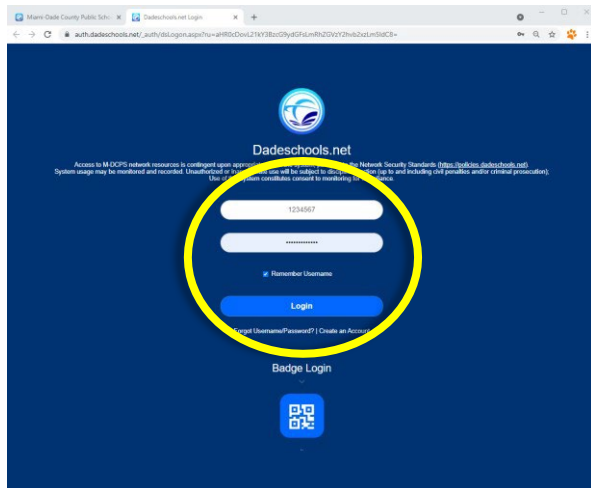 Miami-Dade County Public Scho
Dadeschools.net Login
auth.dadeschools.net/_auth/dsLogon.aspx?ru=
Dadeschools.net
Access to M-DCPS network resources is contingent upon the Network Security Standards (https://policies.dadeschools.net).
System usage may be monitored and recorded. Unauthorized or use will be subject to (up to and including civil penalties and/or criminal prosecution);
Use of system constitutes consent to monitoring for
1234567
••••••••••••
Remember Username
Login
Forgot Username/Password? | Create an Account
Badge Login